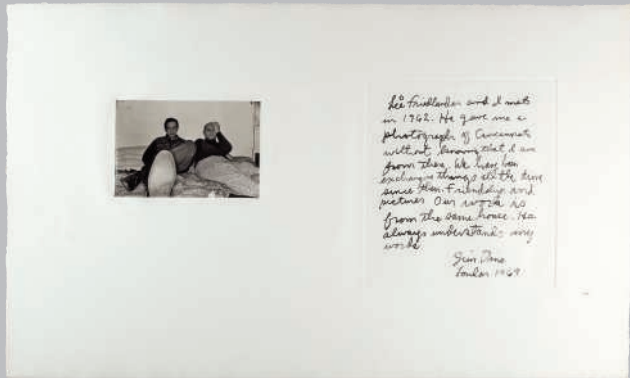 Lee Friedlander and I met
in 1962. He gave me a
photograph of Cincinnati
without knowing that I am
from there. We have been
exchanging things all the time
since then. Friendship and
pictures. Our work is
from the same house. He
always understands my
work.
Jim Dine
London 1969